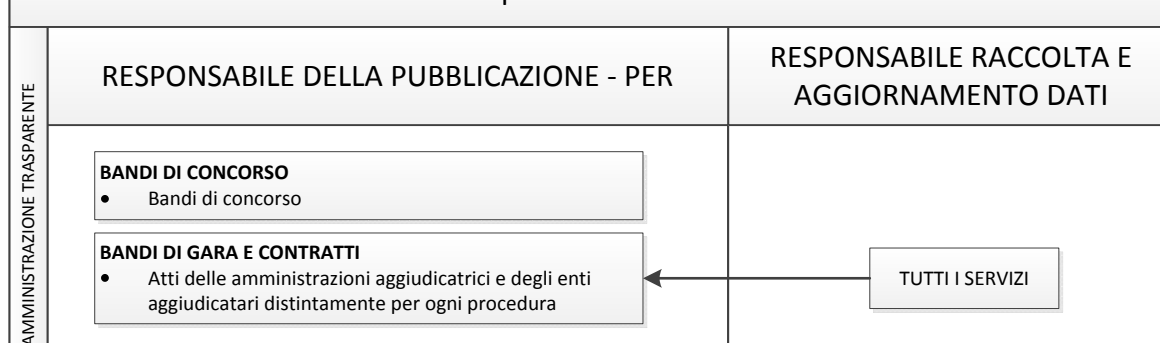 RESPONSABILE DELLA PUBBLICAZIONE - PER
RESPONSABILE RACCOLTA E
AGGIORNAMENTO DATI
AMMINISTRAZIONE TRASPARENTE
BANDI DI CONCORSO
• Bandi di concorso
BANDI DI GARA E CONTRATTI
• Atti delle amministrazioni aggiudicatrici e degli enti
aggiudicatari distintamente per ogni procedura
TUTTI I SERVIZI